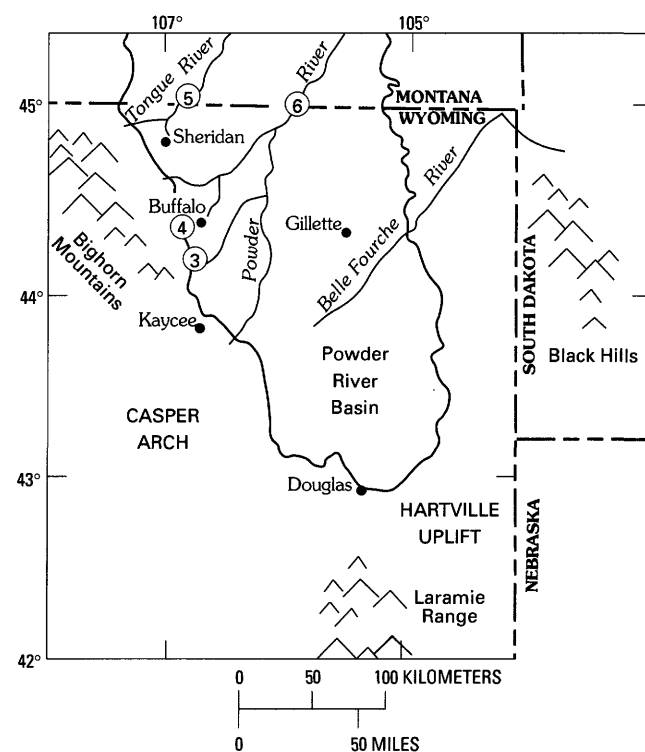 107°
105°
Tongue River
River
5
6
45°
MONTANA
WYOMING
Sheridan
River
Buffalo
4
Gillette
Powder
Belle Fourche
3
Bighorn
Mountains
44°
Kaycee
SOUTH DAKOTA
Black Hills
Powder
River
Basin
CASPER
ARCH
43°
Douglas
HARTVILLE
UPLIFT
NEBRASKA
Laramie
Range
42°
0 50 100 KILOMETERS
0 50 MILES